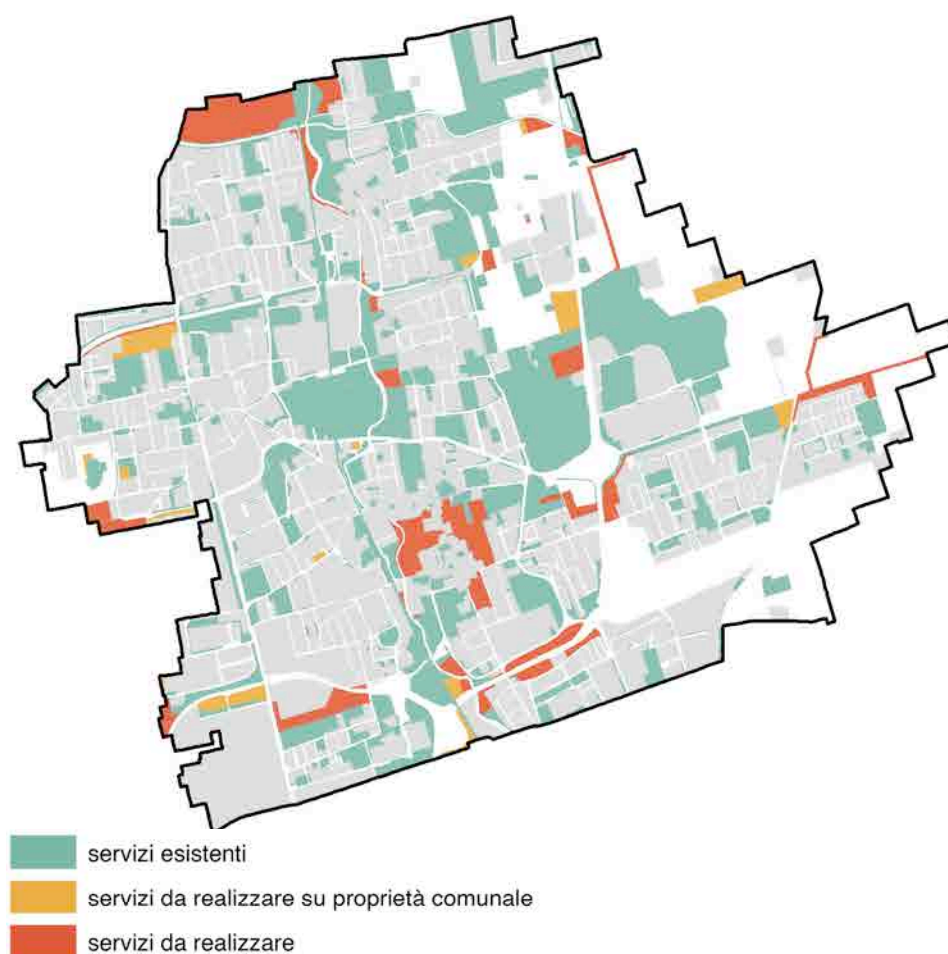 servizi esistenti
servizi da realizzare su proprietà comunale
servizi da realizzare